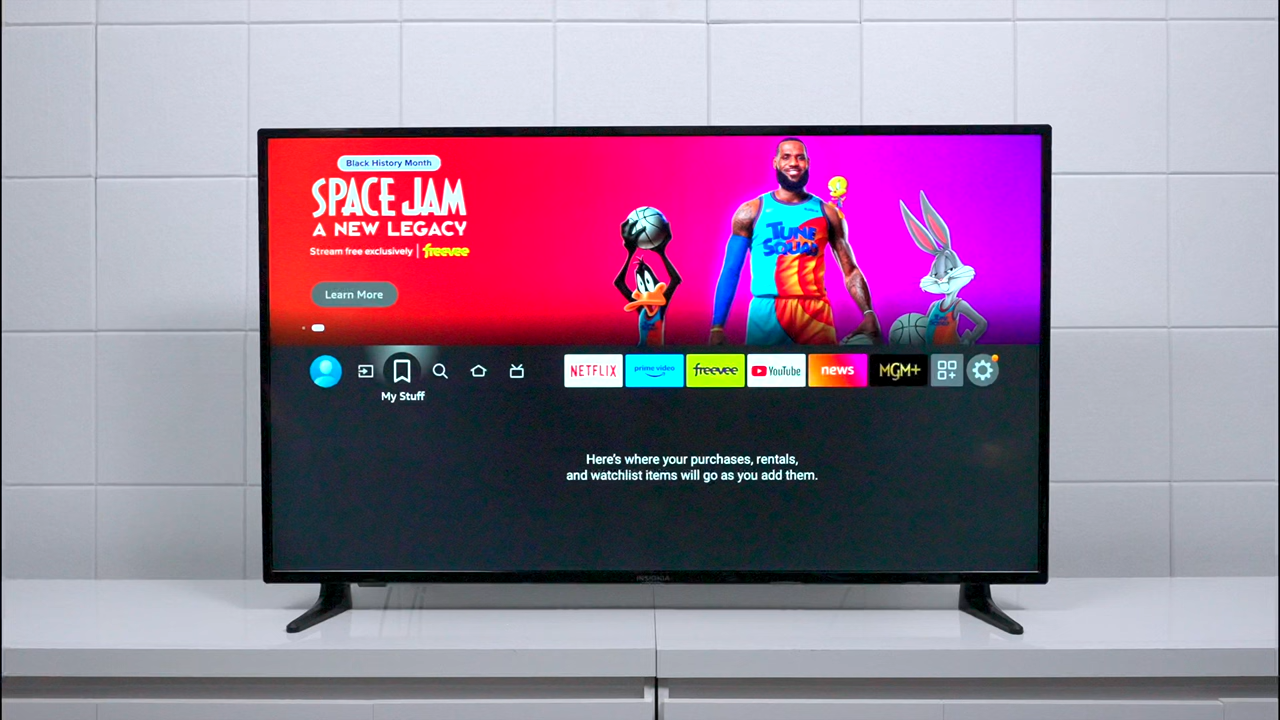 Black History Month
SPACE JAM
A NEW LEGACY
Stream free exclusively | freevee
Learn More
TUNE
SQUAD
NETFLIX
prime video
freevee
YouTube
news
MGM+
My Stuff
Here's where your purchases, rentals,
and watchlist items will go as you add them.
INSIGNIA